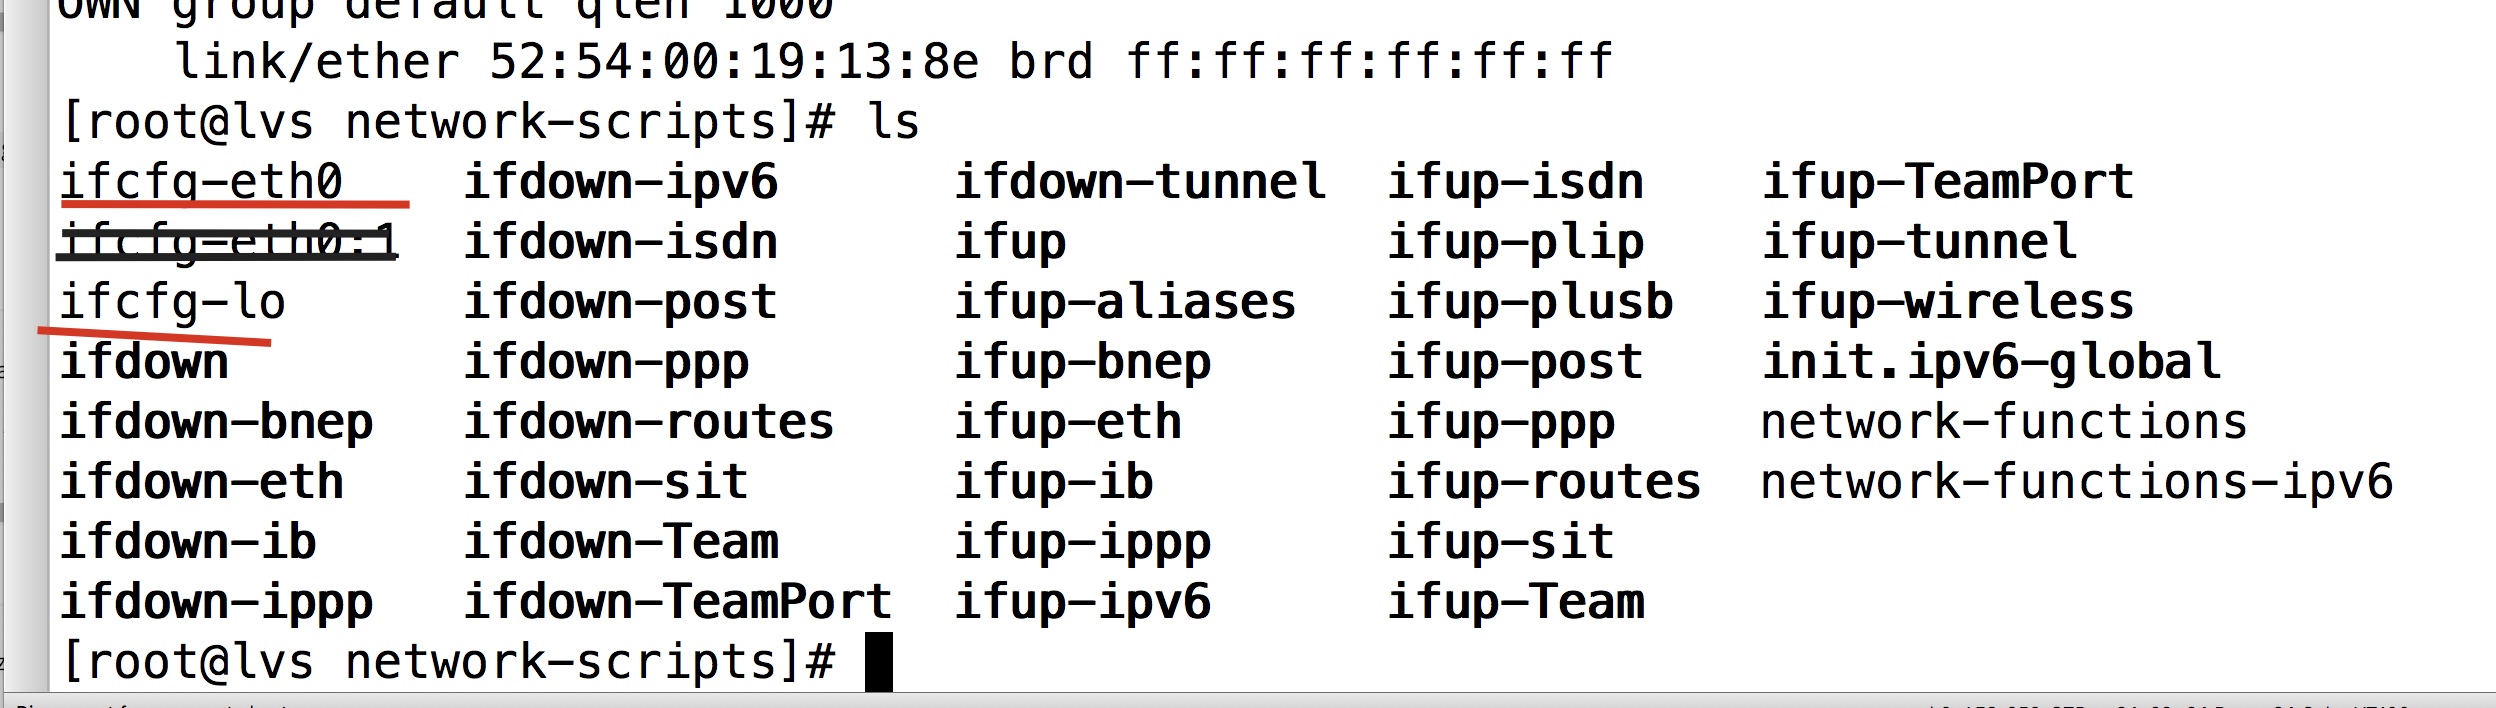 OWN group default qlen 1000
link/ether 52:54:00:19:13:8e brd ff:ff:ff:ff:ff:ff
[root@lvs network-scripts]# ls
ifcfg-eth0 ifdown-ipv6 ifdown-tunnel ifup-isdn ifup-TeamPort
ifcfg-eth0:1 ifdown-isdn ifup ifup-plip ifup-tunnel
ifcfg-lo ifdown-post ifup-aliases ifup-plusb ifup-wireless
ifdown ifdown-ppp ifup-bnep ifup-post init.ipv6-global
ifdown-bnep ifdown-routes ifup-eth ifup-ppp network-functions
ifdown-eth ifdown-sit ifup-ib ifup-routes network-functions-ipv6
ifdown-ib ifdown-Team ifup-ippp ifup-sit
ifdown-ippp ifdown-TeamPort ifup-ipv6 ifup-Team
[root@lvs network-scripts]#